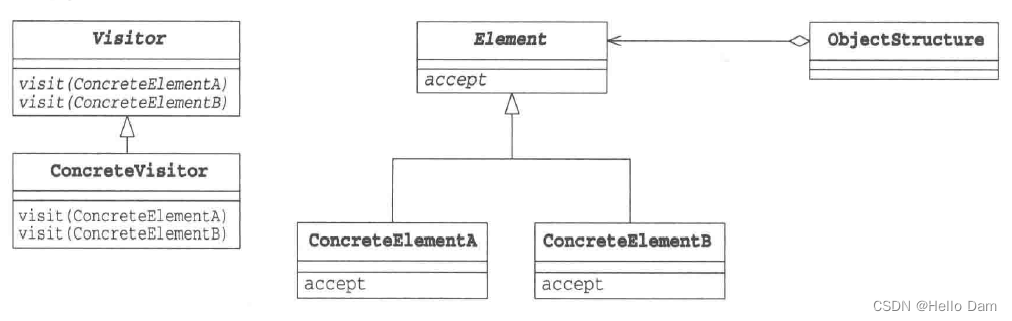 Visitor
visit(ConcreteElementA)
visit(ConcreteElementB)
ConcreteVisitor
visit(ConcreteElementA)
visit(ConcreteElementB)
Element
accept
ObjectStructure
ConcreteElementA
accept
ConcreteElementB
accept
CSDN @Hello Dam